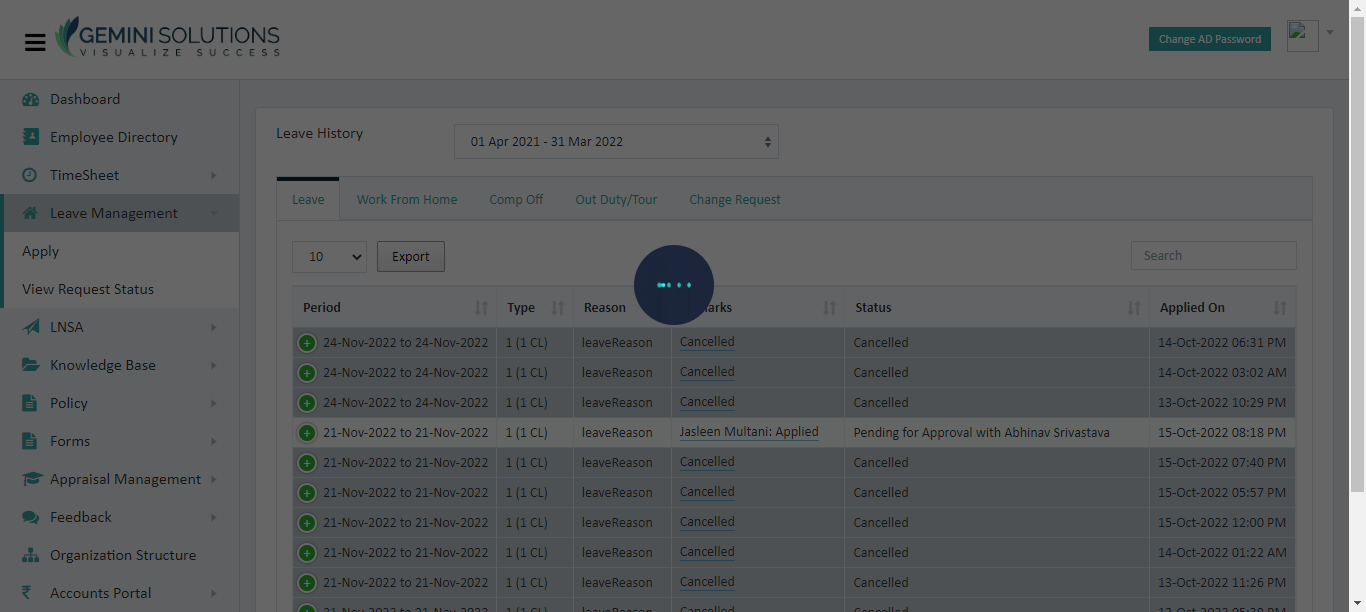 GEMINI SOLUTIONS
VISUALIZE SUCCESS
Change AD Password
Dashboard
Employee Directory
TimeSheet
Leave Management
Apply
View Request Status
LNSA
Knowledge Base
Policy
Forms
Appraisal Management
Feedback
Organization Structure
Accounts Portal
Leave History
01 Apr 2021 - 31 Mar 2022
Leave Work From Home Comp Off Out Duty/Tour Change Request
10 Export Search
Period Type Reason Status Applied On
24-Nov-2022 to 24-Nov-2022 1 (1 CL) leaveReason Cancelled Cancelled 14-Oct-2022 06:31 PM
24-Nov-2022 to 24-Nov-2022 1 (1 CL) leaveReason Cancelled Cancelled 14-Oct-2022 03:02 AM
24-Nov-2022 to 24-Nov-2022 1 (1 CL) leaveReason Cancelled Cancelled 13-Oct-2022 10:29 PM
21-Nov-2022 to 21-Nov-2022 1 (1 CL) leaveReason Jasleen Multani: Applied Pending for Approval with Abhinav Srivastava 15-Oct-2022 08:18 PM
21-Nov-2022 to 21-Nov-2022 1 (1 CL) leaveReason Cancelled Cancelled 15-Oct-2022 07:40 PM
21-Nov-2022 to 21-Nov-2022 1 (1 CL) leaveReason Cancelled Cancelled 15-Oct-2022 05:57 PM
21-Nov-2022 to 21-Nov-2022 1 (1 CL) leaveReason Cancelled Cancelled 15-Oct-2022 12:00 PM
21-Nov-2022 to 21-Nov-2022 1 (1 CL) leaveReason Cancelled Cancelled 14-Oct-2022 01:22 AM
21-Nov-2022 to 21-Nov-2022 1 (1 CL) leaveReason Cancelled Cancelled 13-Oct-2022 11:26 PM